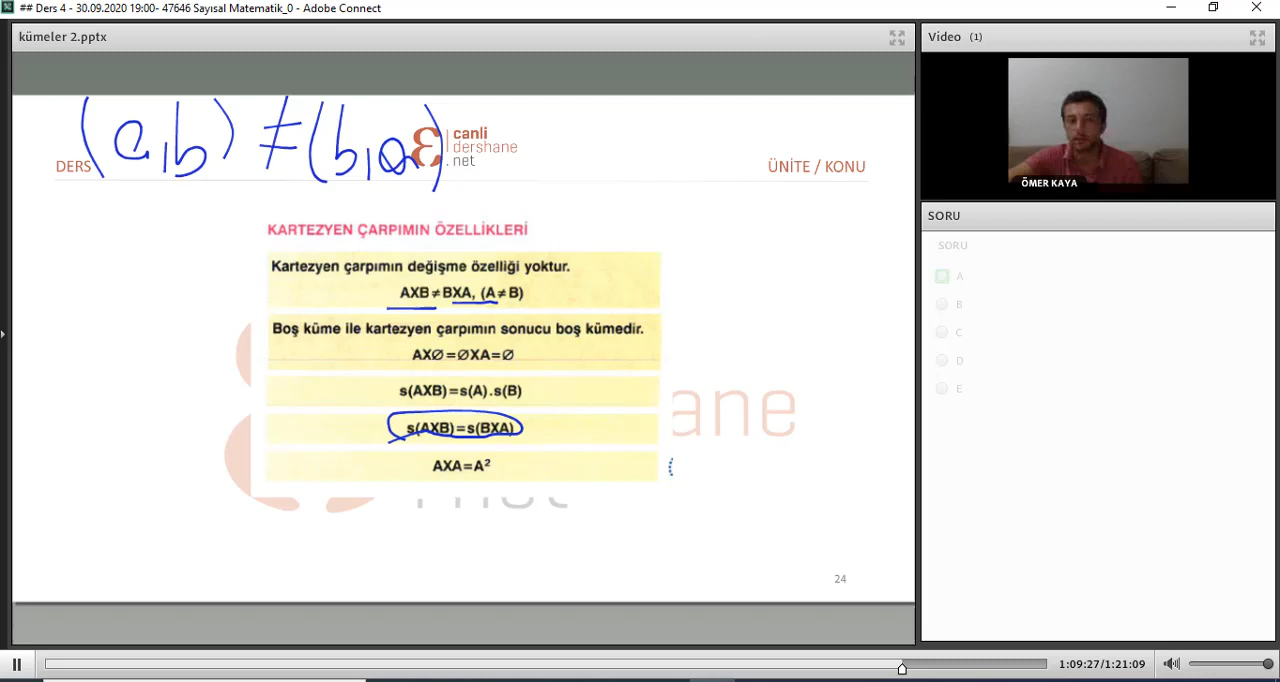 ## Ders 4 - 30.09.2020 19:00- 47646 Sayısal Matematik_0 - Adobe Connect
kümeler 2.pptx
(a,b) ≠ (b,a)
DERS
canli
dershane
.net
ÜNİTE / KONU
KARTEZYEN ÇARPIMIN ÖZELLİKLERİ
Kartezyen çarpımın değişme özelliği yoktur.
AXB≠BXA, (A≠B)
Boş küme ile kartezyen çarpımın sonucu boş kümedir.
AXØ=ØXA=Ø
s(AXB)=s(A).s(B)
s(AXB)=s(BXA)
AXA=A²
ane
24
Video (1)
ÖMER KAYA
SORU
SORU
A
B
C
D
E
1:09:27/1:21:09